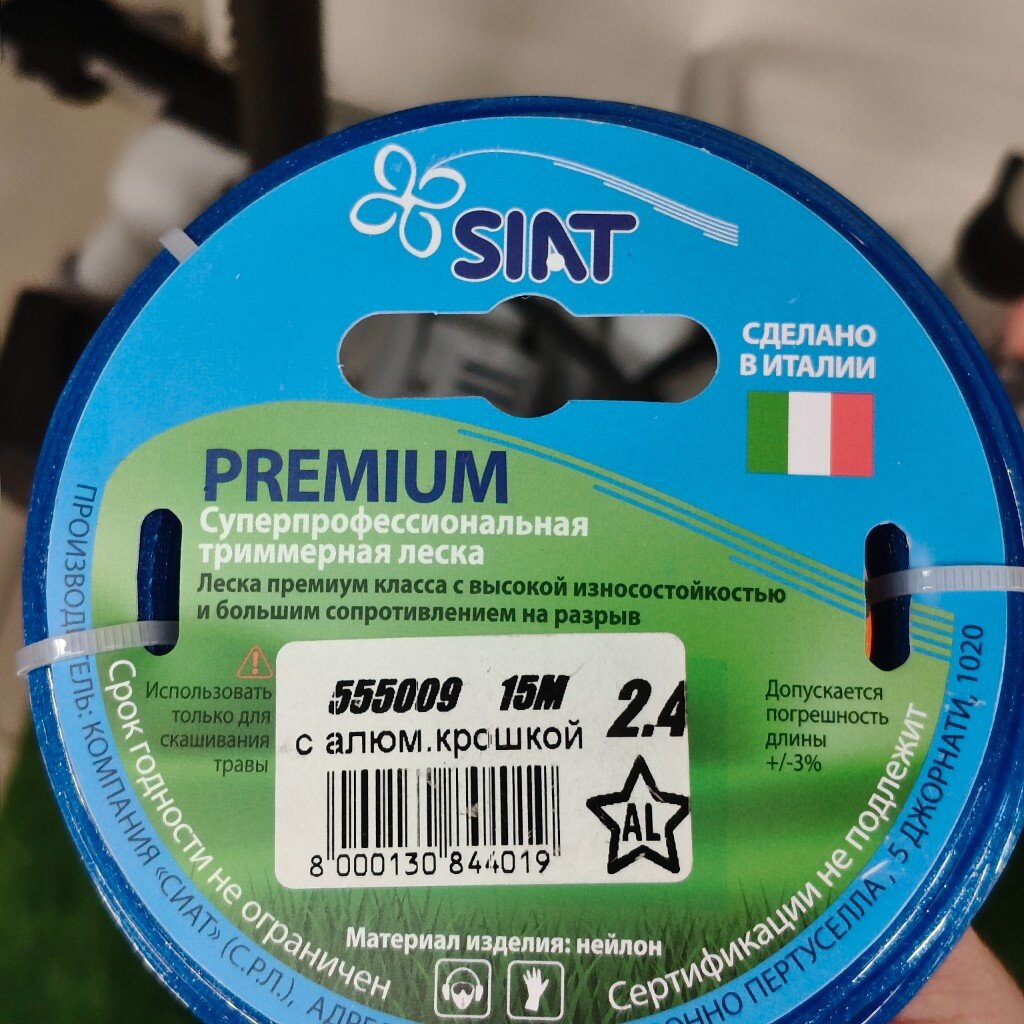 SIAT
СДЕЛАНО
В ИТАЛИИ
PREMIUM
Суперпрофессиональная
триммерная леска
Леска премиум класса с высокой износостойкостью
и большим сопротивлением на разрыв
Использовать
только для
скашивания
травы
555009 15М 2.4
с алюм.крошкой
AL
8 000130 844019
Допускается
погрешность
длины
+/-3%
Материал изделия: нейлон
Срок годности не ограничен
Сертификации не подлежит
ПРОИЗВОДИТЕЛЬ: КОМПАНИЯ «СИАТ» (С.Р.Л.), ПЕРТУСЕЛЛА, 5 ДЖОРНАТИ, 1020